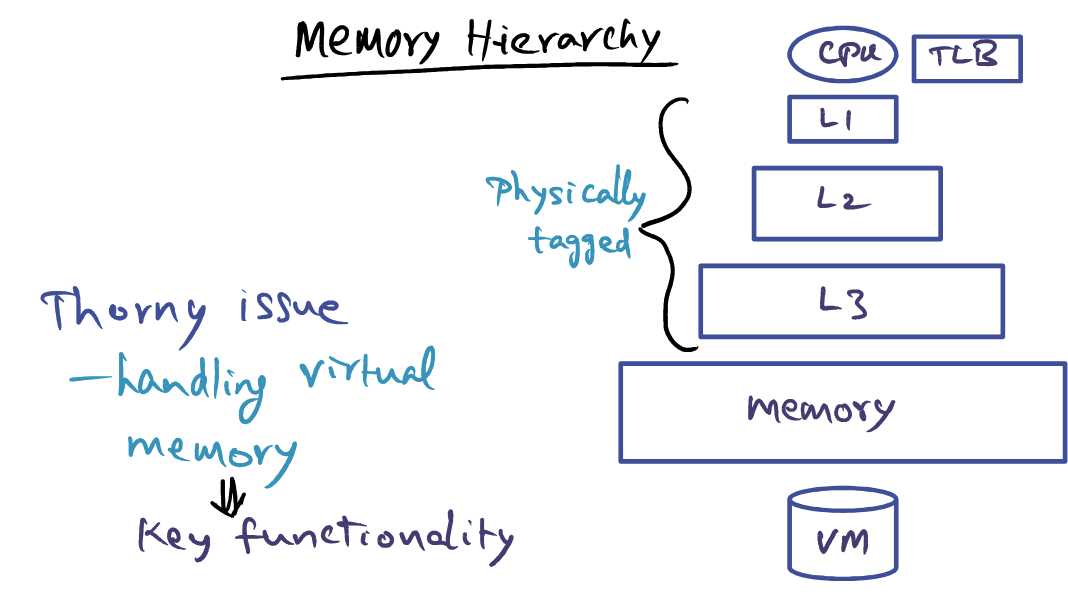 Memory Hierarchy
CPU
TLB
L1
L2
L3
Physically
tagged
Thorny issue
—handling virtual
memory
Key functionality
memory
VM